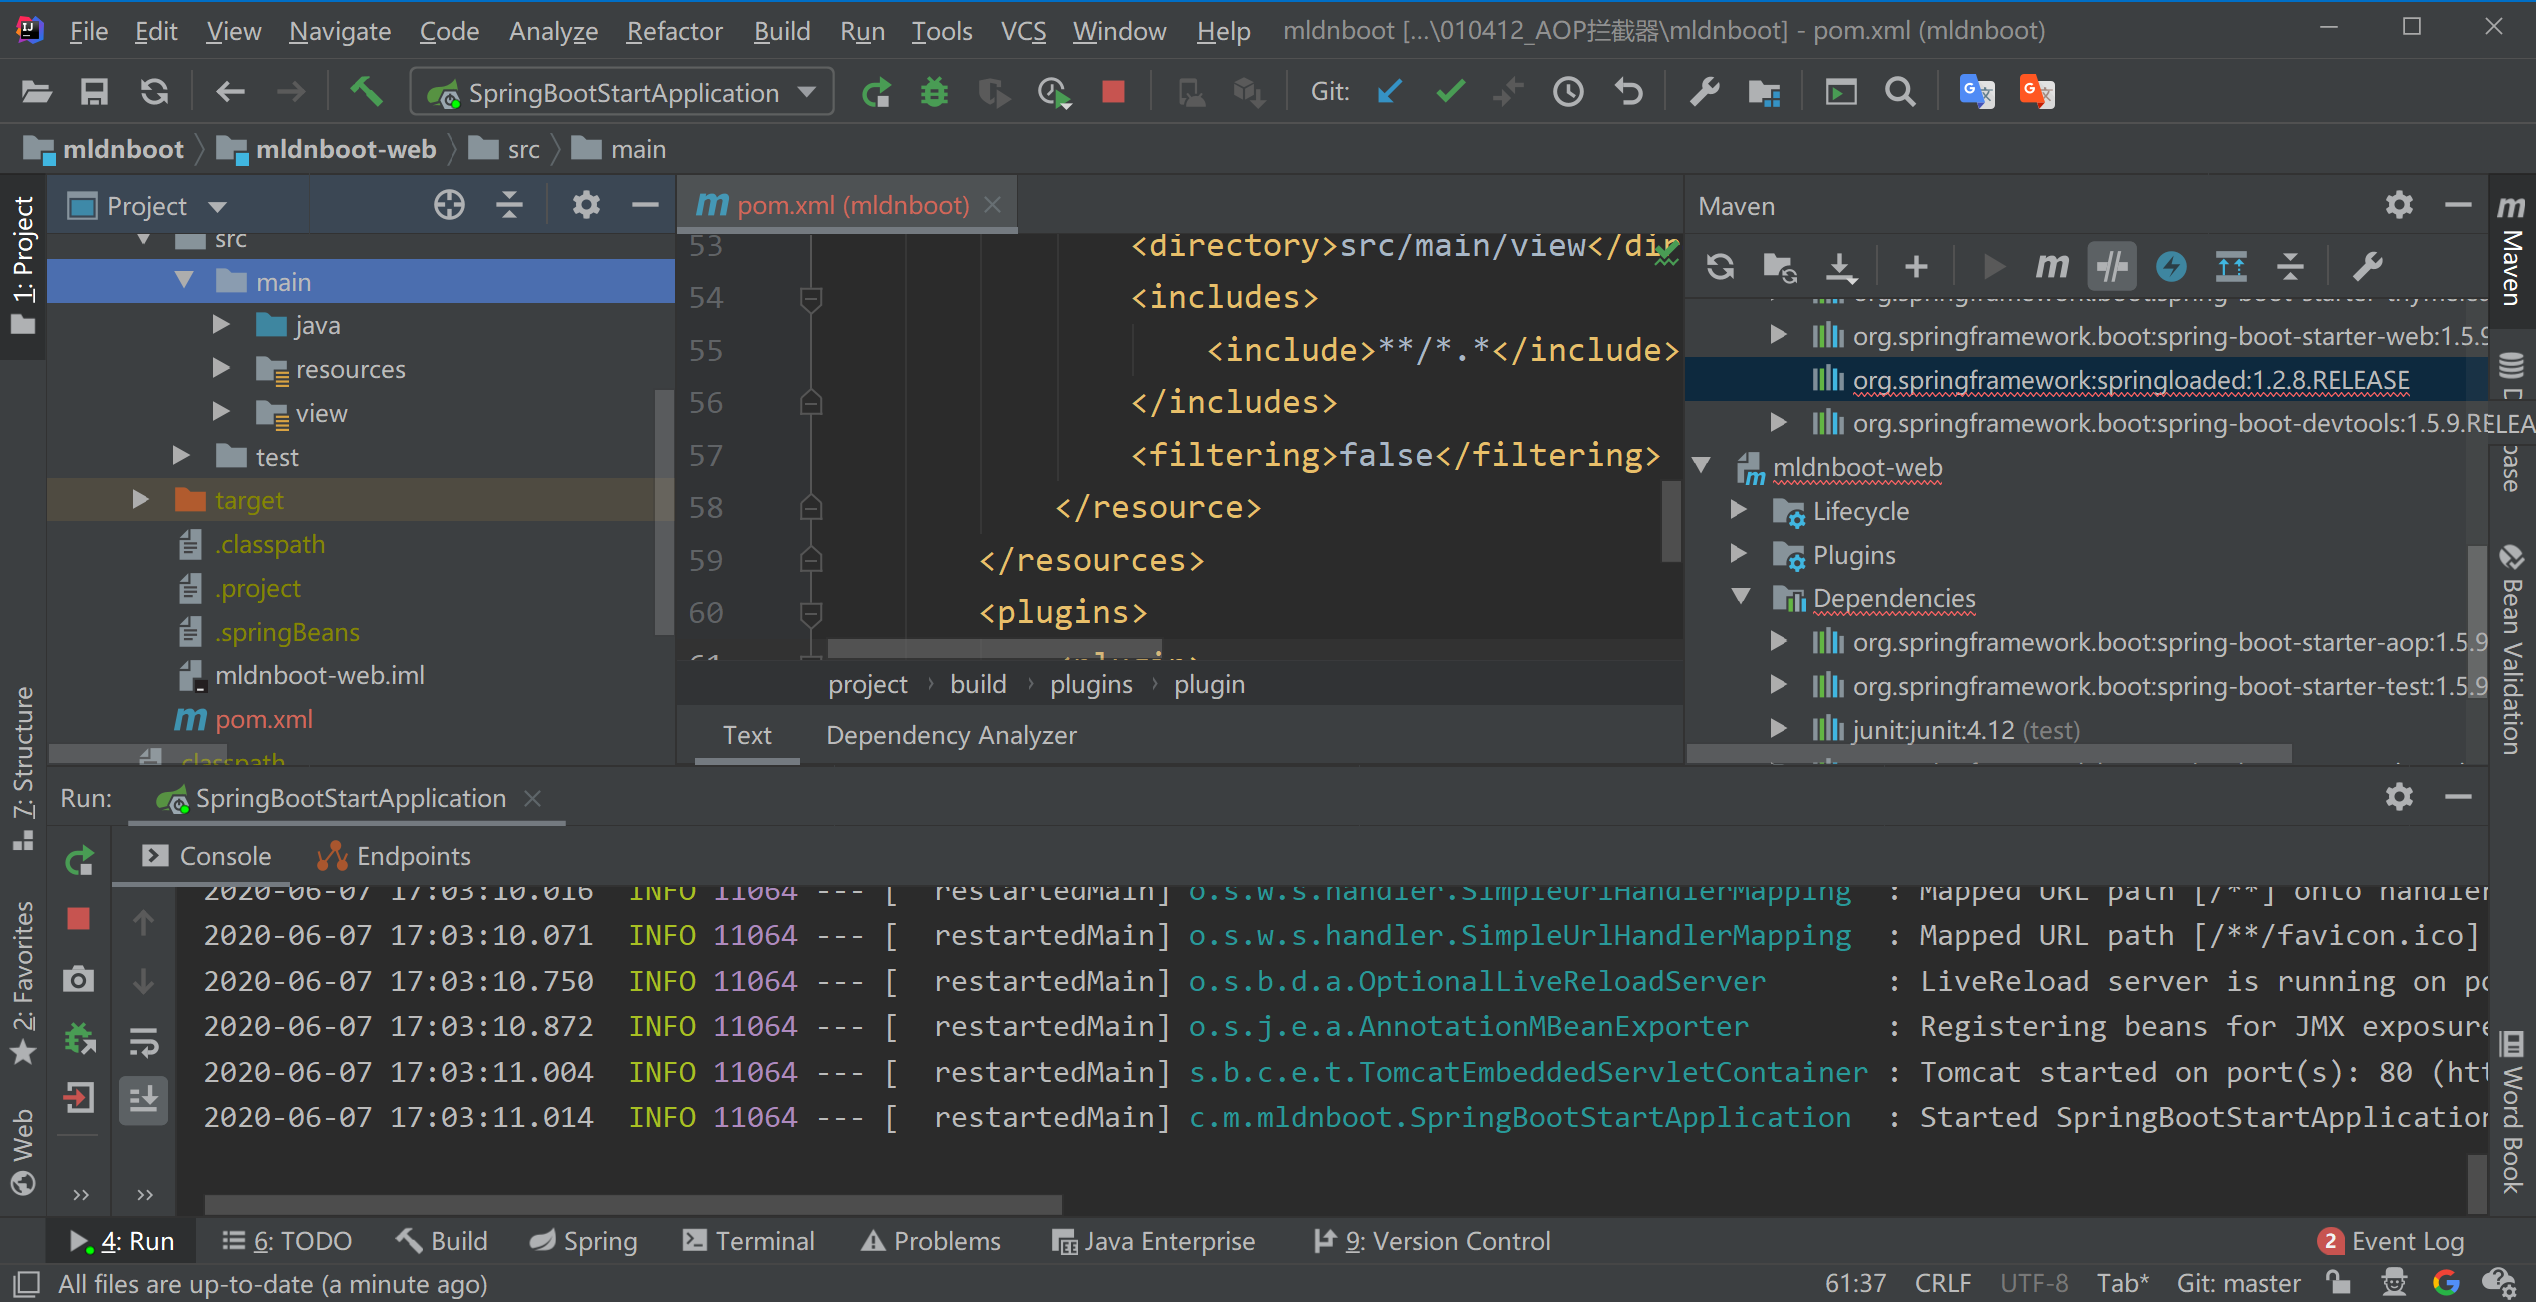 File Edit View Navigate Code Analyze Refactor Build Run Tools VCS Window Help mldnboot [...\010412_AOP拦截器\mldnboot] - pom.xml (mldnboot)
SpringBootStartApplication Git:
mldnboot mldnboot-web src main
1: Project
7: Structure
2: Favorites
Web
Project
src
main
java
resources
view
test
target
.classpath
.project
.springBeans
mldnboot-web.iml
pom.xml
.classpath
pom.xml (mldnboot)
53 <directory>src/main/view</dir
54 <includes>
55 <include>**/*.*</include>
56 </includes>
57 <filtering>false</filtering>
58 </resource>
59 </resources>
60 <plugins>
61 <plugin>
project › build › plugins › plugin
Text Dependency Analyzer
Maven
org.springframework.boot:spring-boot-starter-web:1.5.9
org.springframework:springloaded:1.2.8.RELEASE
org.springframework.boot:spring-boot-devtools:1.5.9.RELEA
mldnboot-web
Lifecycle
Plugins
Dependencies
org.springframework.boot:spring-boot-starter-aop:1.5.9
org.springframework.boot:spring-boot-starter-test:1.5.9
junit:junit:4.12 (test)
Maven
Bean Validation
Word Book
Run: SpringBootStartApplication
Console Endpoints
2020-06-07 17:03:10.016 INFO 11064 --- [ restartedMain] o.s.w.s.handler.SimpleUrlHandlerMapping : Mapped URL path [/**] onto handler
2020-06-07 17:03:10.071 INFO 11064 --- [ restartedMain] o.s.w.s.handler.SimpleUrlHandlerMapping : Mapped URL path [/**/favicon.ico]
2020-06-07 17:03:10.750 INFO 11064 --- [ restartedMain] o.s.b.d.a.OptionalLiveReloadServer : LiveReload server is running on po
2020-06-07 17:03:10.872 INFO 11064 --- [ restartedMain] o.s.j.e.a.AnnotationMBeanExporter : Registering beans for JMX exposure
2020-06-07 17:03:11.004 INFO 11064 --- [ restartedMain] s.b.c.e.t.TomcatEmbeddedServletContainer : Tomcat started on port(s): 80 (htt
2020-06-07 17:03:11.014 INFO 11064 --- [ restartedMain] c.m.mldnboot.SpringBootStartApplication : Started SpringBootStartApplication
4: Run 6: TODO Build Spring Terminal Problems Java Enterprise 9: Version Control 2 Event Log
All files are up-to-date (a minute ago) 61:37 CRLF UTF-8 Tab* Git: master